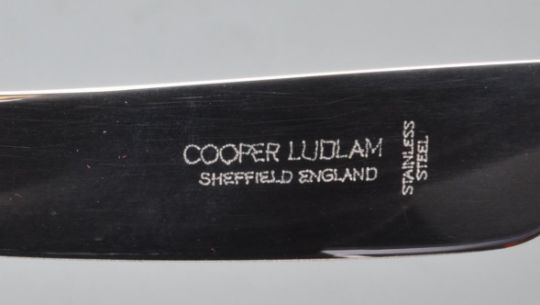 COOPER LUDLAM
SHEFFIELD ENGLAND
STAINLESS
STEEL